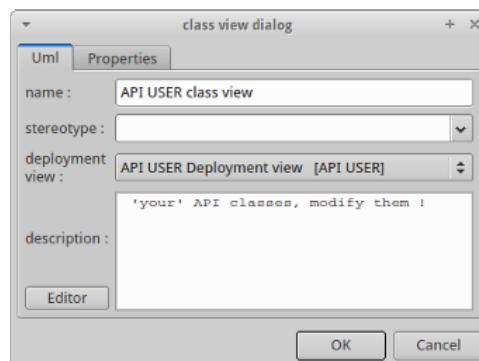 class view dialog
Uml Properties
name : API USER class view
stereotype :
deployment view : API USER Deployment view [API USER]
'your' API classes, modify them !
description :
Editor
OK Cancel